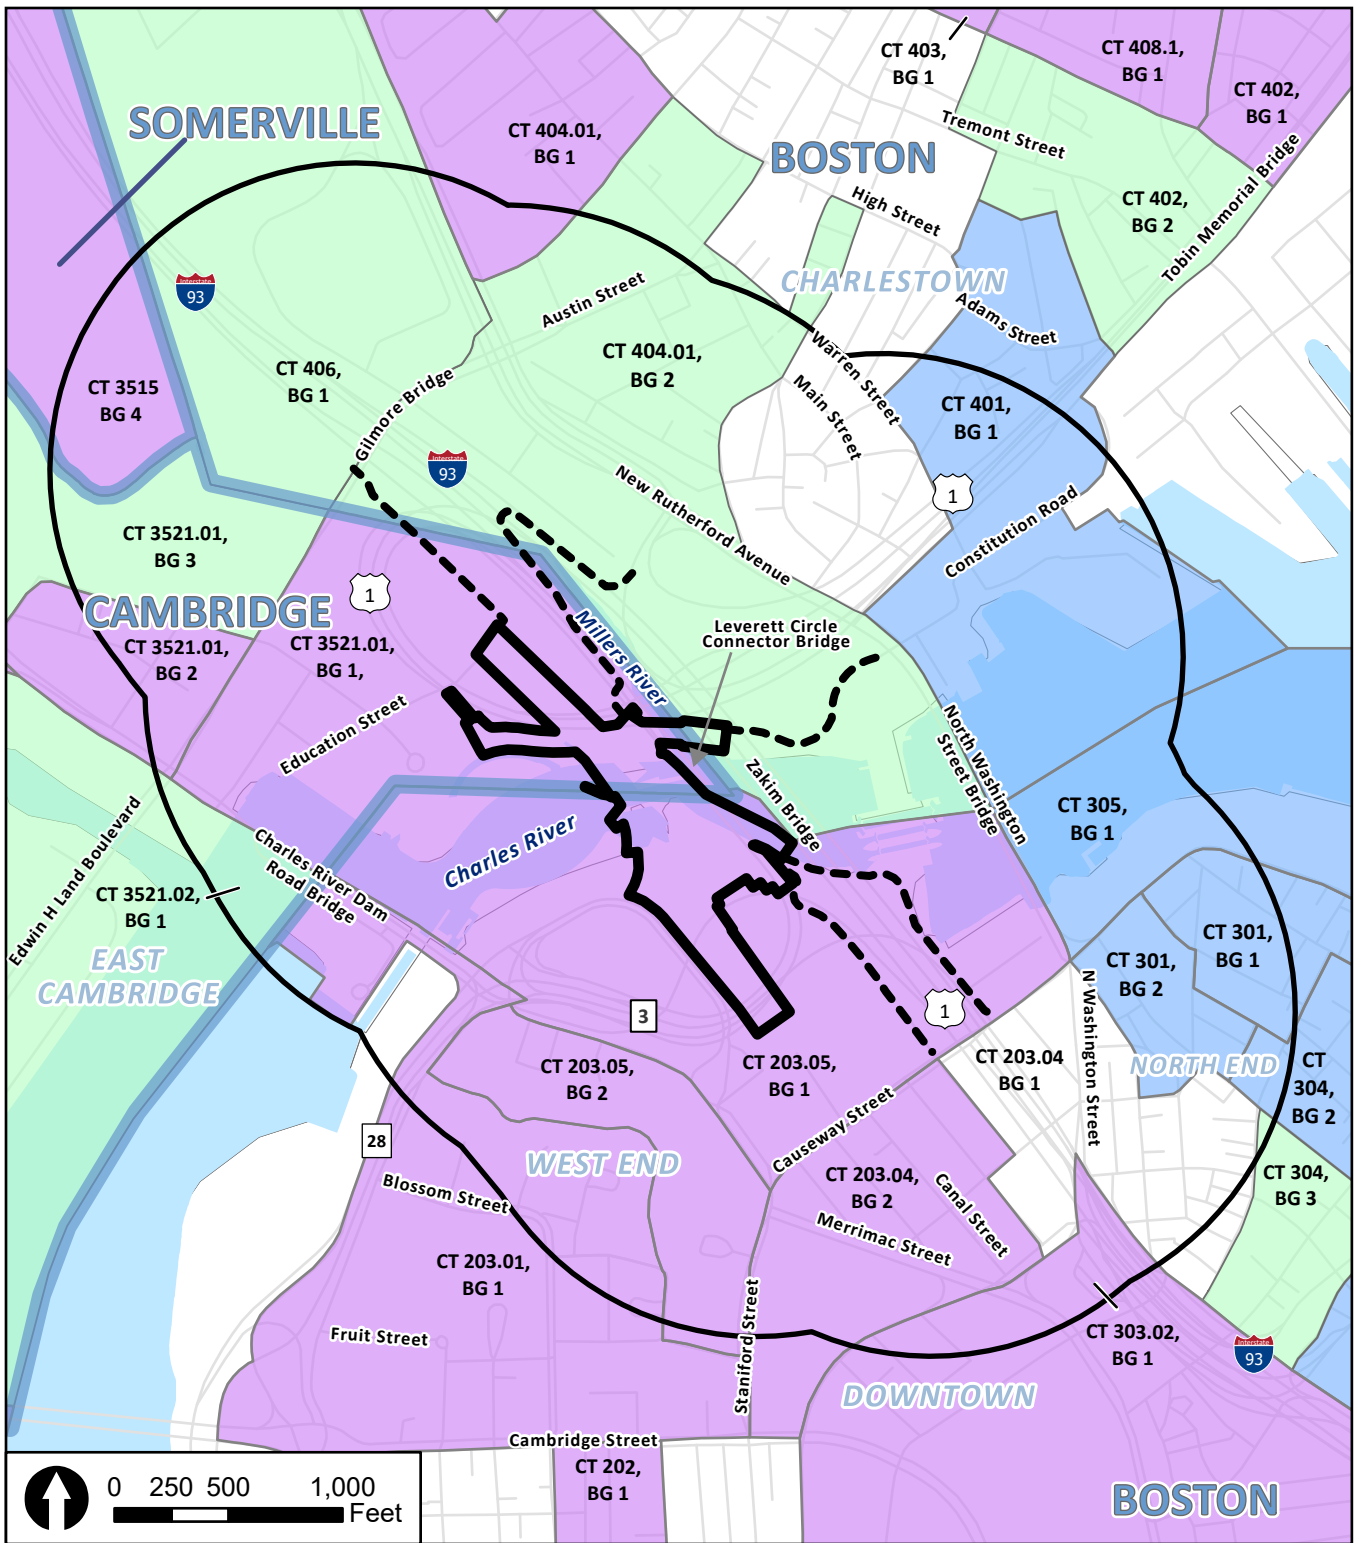 CT 403,
BG 1
CT 408.1,
BG 1
CT 402,
BG 1
SOMERVILLE
CT 404.01,
BG 1
BOSTON
Tremont Street
High Street
CT 402,
BG 2
Tobin Memorial Bridge
CHARLESTOWN
Interstate
93
Austin Street
Adams Street
CT 404.01,
BG 2
Warren Street
CT 406,
BG 1
CT 3515
BG 4
Main Street
CT 401,
BG 1
Gilmore Bridge
Interstate
93
1
New Rutherford Avenue
Constitution Road
CT 3521.01,
BG 3
CAMBRIDGE
1
Leverett Circle
Connector Bridge
Millers River
CT 3521.01,
BG 2
CT 3521.01,
BG 1,
Education Street
North Washington
Street Bridge
Zakim Bridge
CT 305,
BG 1
Edwin H Land Boulevard
Charles River Dam
Road Bridge
Charles River
CT 3521.02,
BG 1
EAST
CAMBRIDGE
CT 301,
BG 1
CT 301,
BG 2
N Washington Street
3
1
CT 203.05,
BG 2
CT 203.05,
BG 1
CT 203.04
BG 1
NORTH END
CT
304,
BG 2
28
Causeway Street
WEST END
Blossom Street
CT 203.04,
BG 2
Canal Street
CT 304,
BG 3
Merrimac Street
CT 203.01,
BG 1
Fruit Street
Staniford Street
CT 303.02,
BG 1
Interstate
93
DOWNTOWN
Cambridge Street
CT 202,
BG 1
BOSTON
0 250 500 1,000
Feet